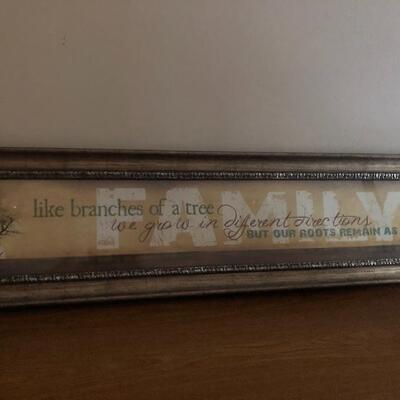 FAMILY
like branches of a tree
we grow in different directions
BUT OUR ROOTS REMAIN AS